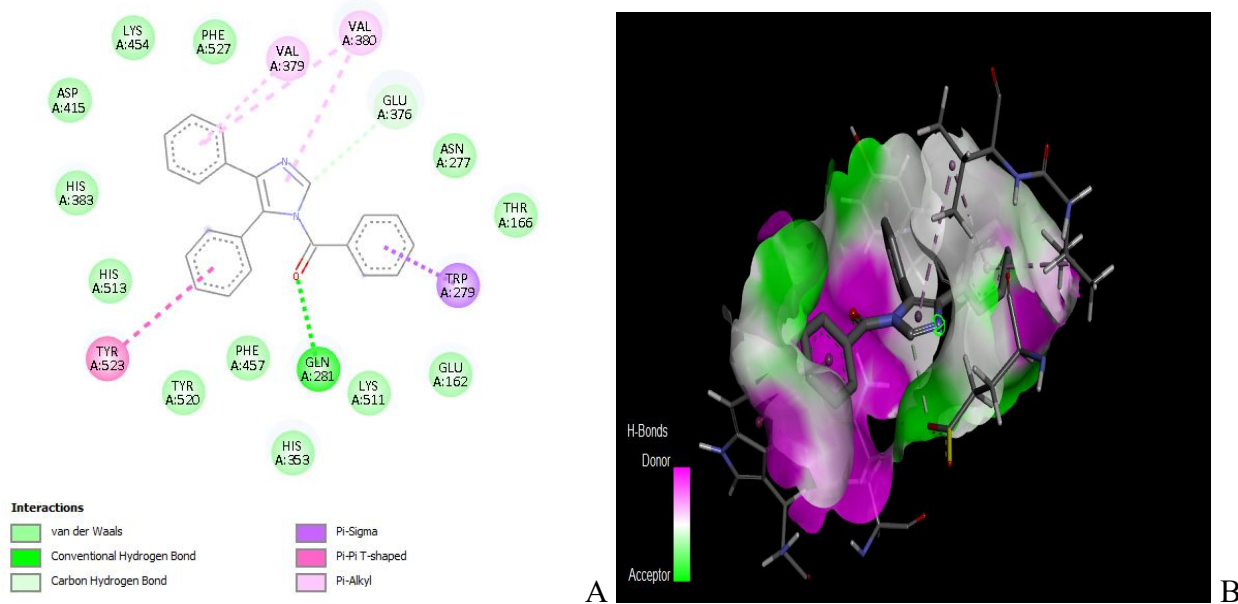 LYS
A:454
PHE
A:527
VAL
A:379
VAL
A:380
ASP
A:415
GLU
A:376
ASN
A:277
HIS
A:383
THR
A:166
N
N
O
HIS
A:513
TRP
A:279
TYR
A:523
PHE
A:457
GLN
A:281
GLU
A:162
TYR
A:520
LYS
A:511
HIS
A:353
Interactions
van der Waals
Conventional Hydrogen Bond
Carbon Hydrogen Bond
Pi-Sigma
Pi-Pi T-shaped
Pi-Alkyl
A
H-Bonds
Donor
Acceptor
B